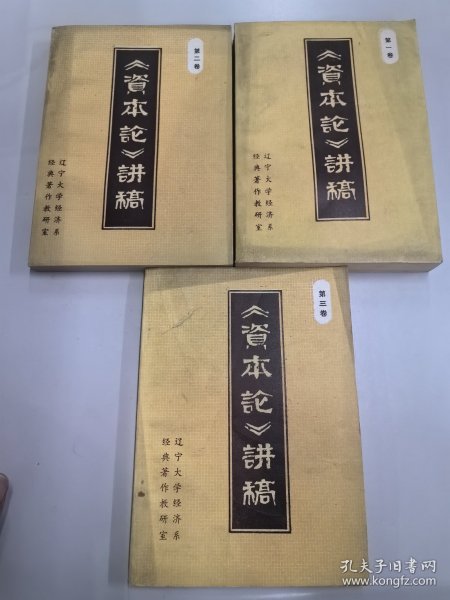 第二卷
《資本論》講稿
辽宁大学经济系
经典著作教研室
第一卷
《資本論》講稿
辽宁大学经济系
经典著作教研室
第三卷
《資本論》講稿
辽宁大学经济系
经典著作教研室
孔夫子旧书网
www.kongfz.com